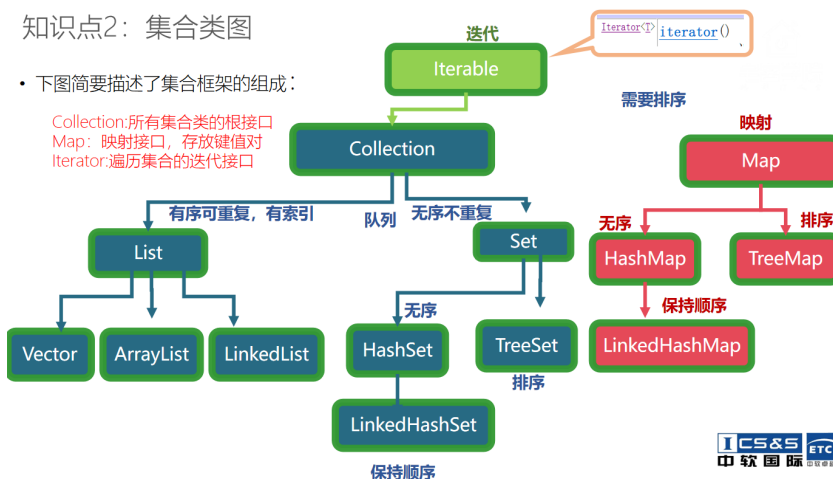 知识点2：集合类图
迭代
Iterator<T> iterator()
、
Iterable
• 下图简要描述了集合框架的组成：
需要排序
Collection:所有集合类的根接口
Map：映射接口，存放键值对
Iterator:遍历集合的迭代接口
映射
Collection
Map
有序可重复，有索引
队列
无序不重复
无序
排序
List
Set
HashMap
TreeMap
无序
保持顺序
Vector
ArrayList
LinkedList
HashSet
TreeSet
LinkedHashMap
排序
LinkedHashSet
保持顺序
ICS&S
ETC
中软国际